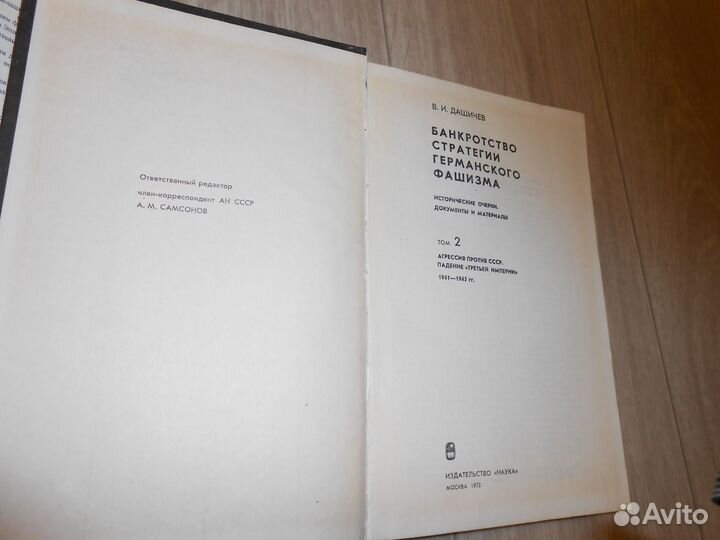 Ответственный редактор
член-корреспондент АН СССР
А. М. САМСОНОВ
В. И. ДАШИЧЕВ
БАНКРОТСТВО
СТРАТЕГИИ
ГЕРМАНСКОГО
ФАШИЗМА
ИСТОРИЧЕСКИЕ ОЧЕРКИ.
ДОКУМЕНТЫ И МАТЕРИАЛЫ
ТОМ 2
АГРЕССИЯ ПРОТИВ СССР.
ПАДЕНИЕ «ТРЕТЬЕЙ ИМПЕРИИ»
1941—1945 гг.
ИЗДАТЕЛЬСТВО «НАУКА»
МОСКВА 1973
Avito